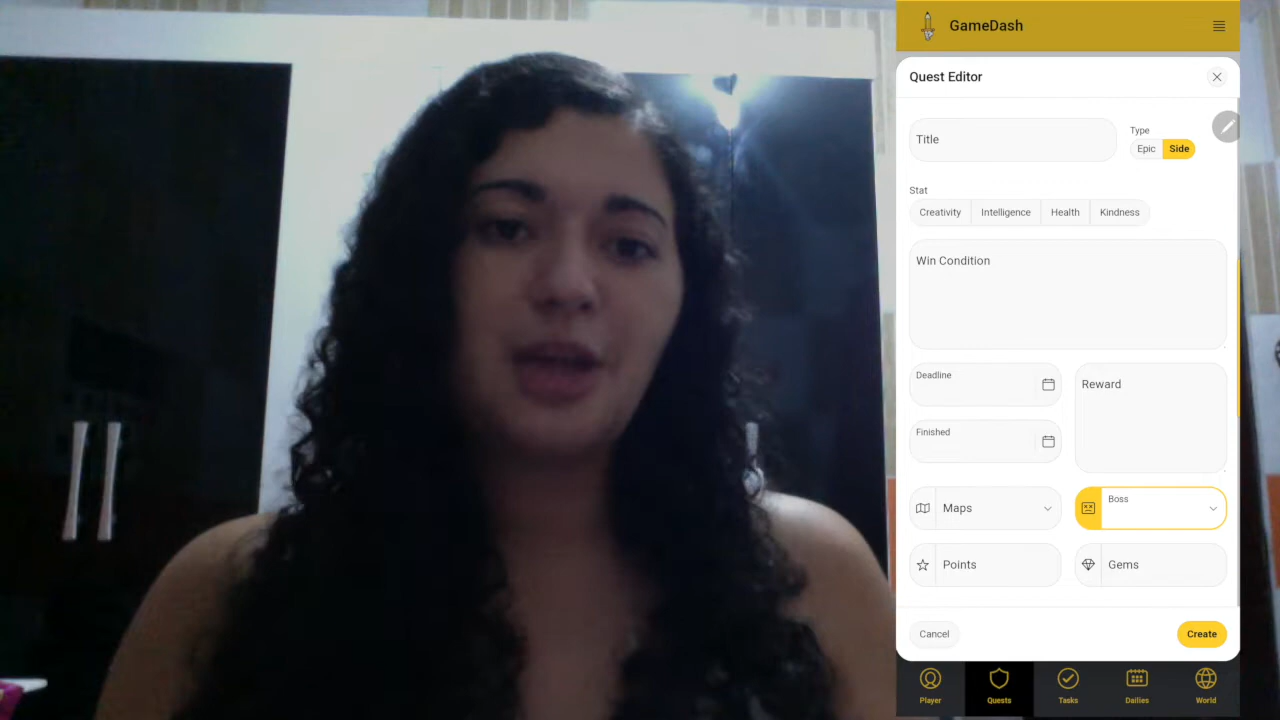 GameDash
Quest Editor
Title
Type
Epic Side
Stat
Creativity Intelligence Health Kindness
Win Condition
Deadline
Reward
Finished
Maps
Boss
Points
Gems
Cancel
Create
Player Quests Tasks Dailies World